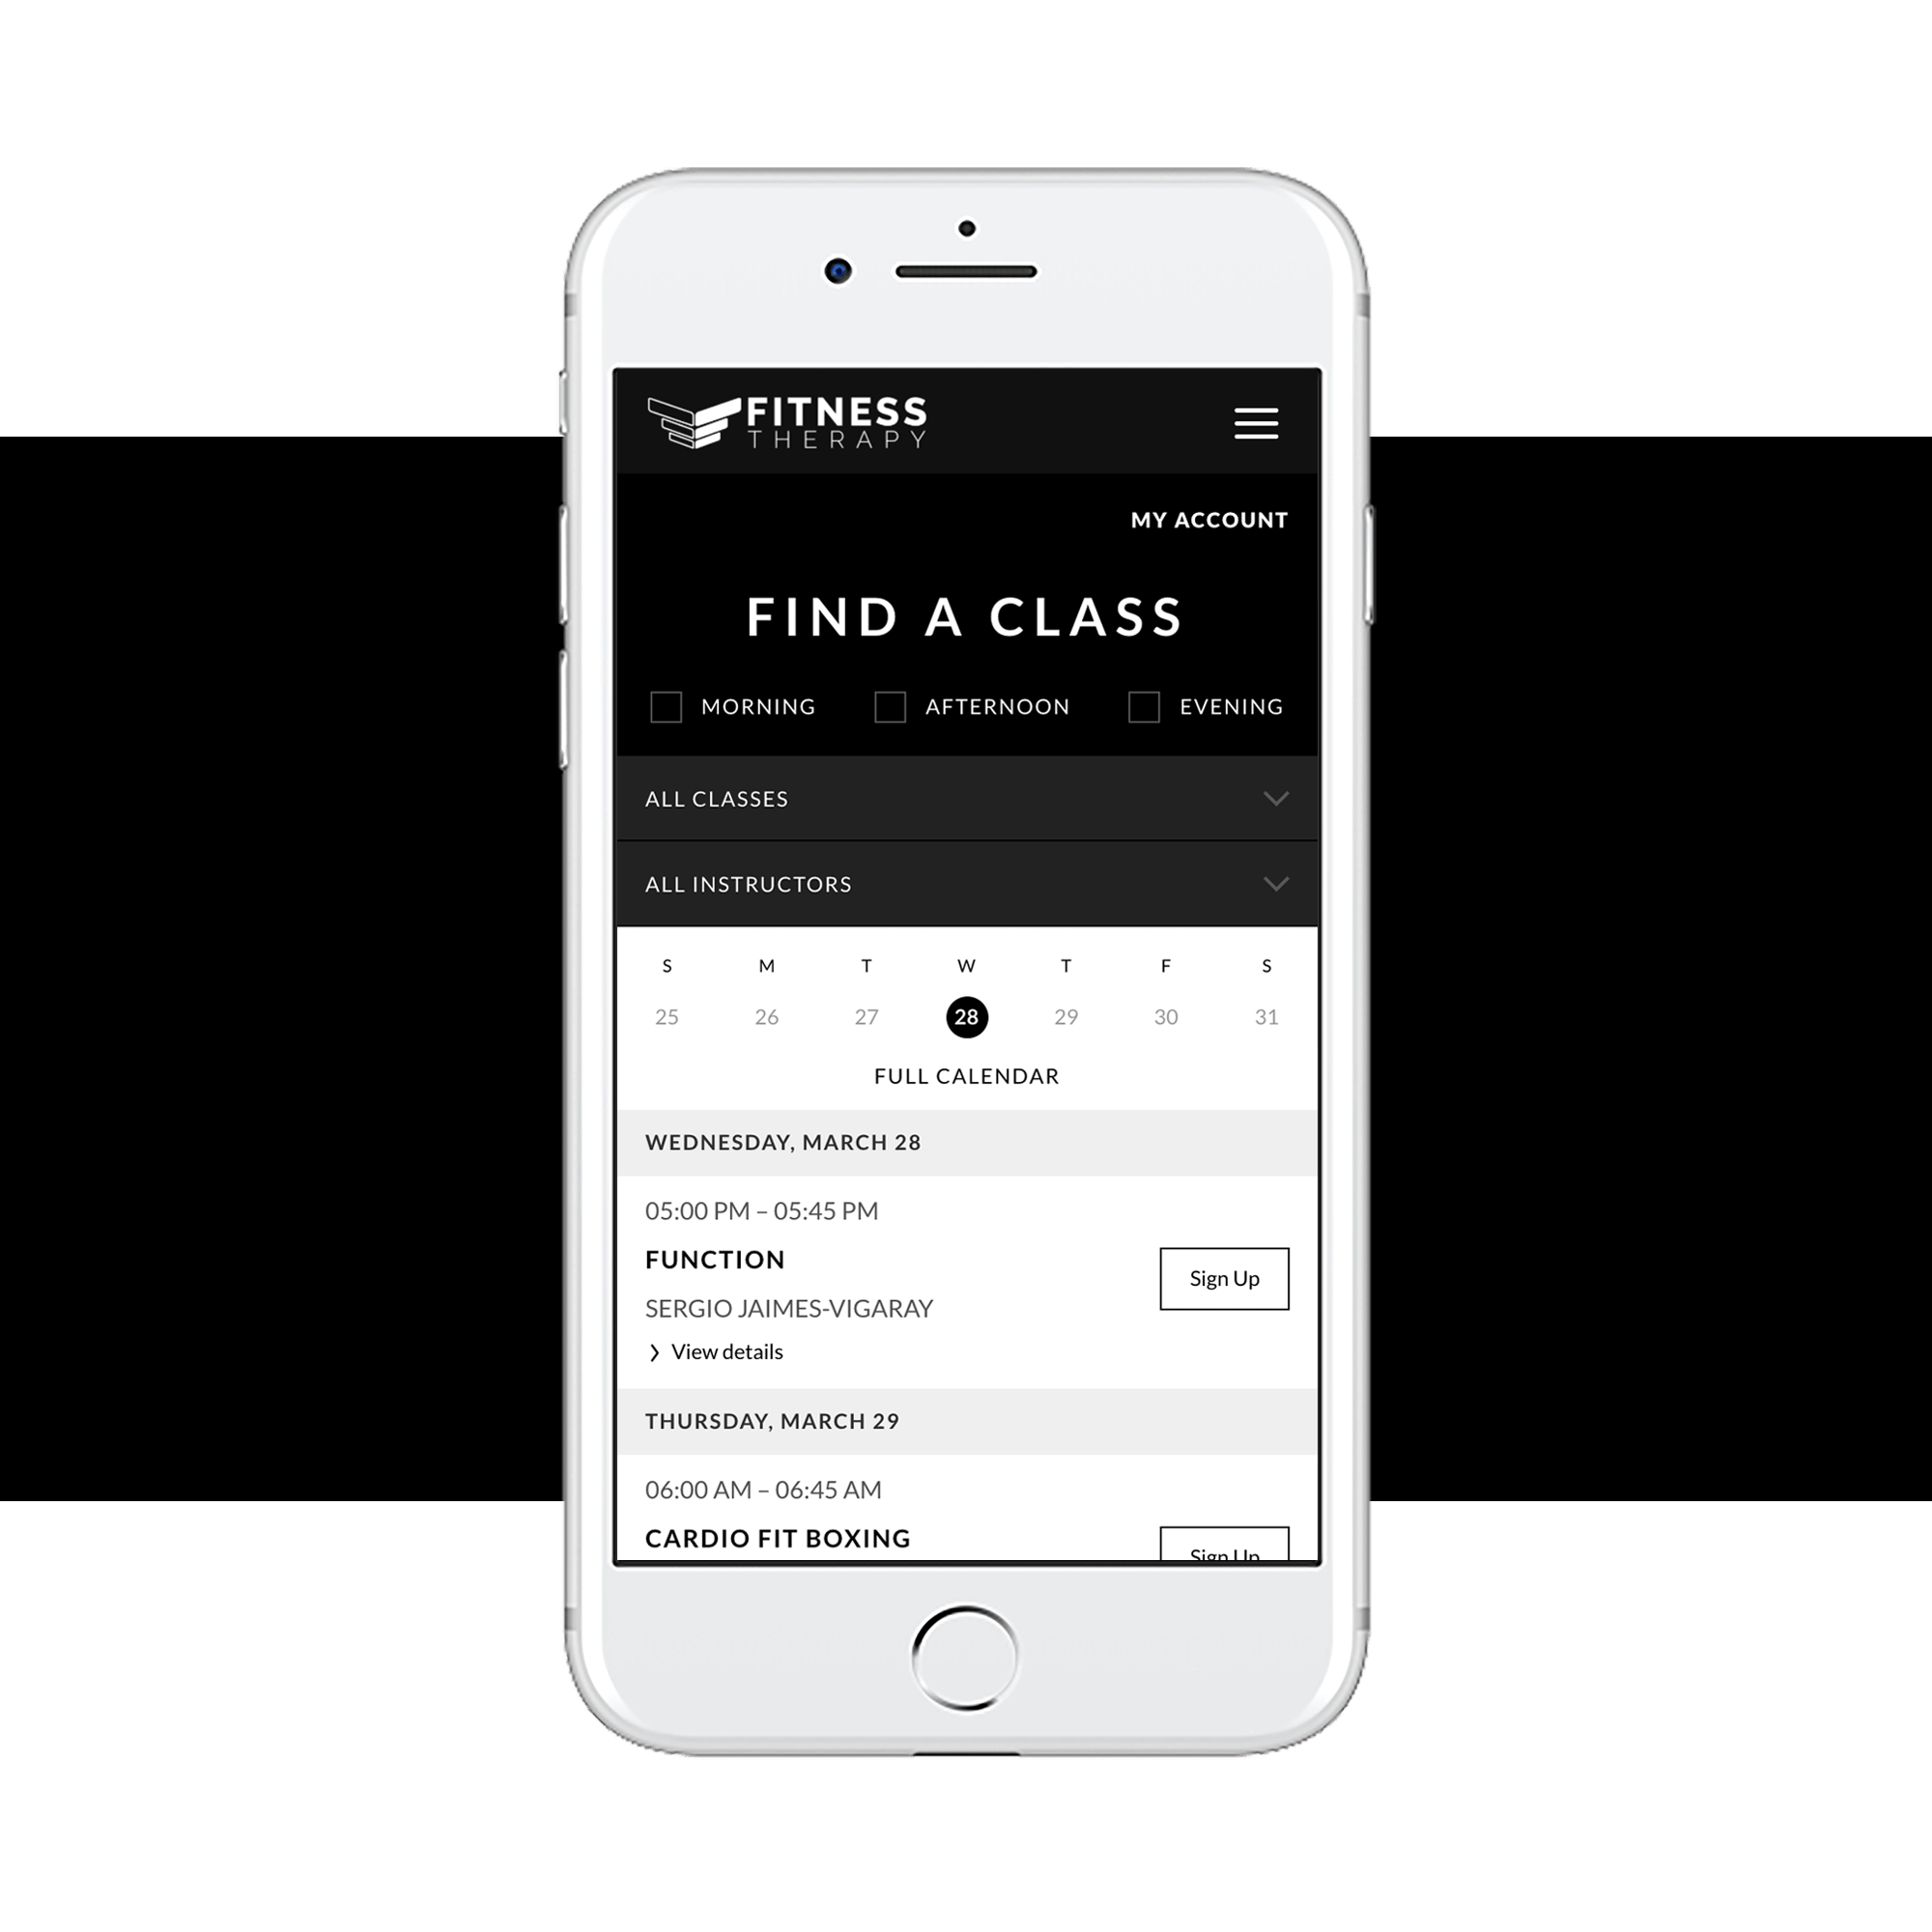 FITNESS
THERAPY
MY ACCOUNT
FIND A CLASS
MORNING AFTERNOON EVENING
ALL CLASSES
ALL INSTRUCTORS
S M T W T F S
25 26 27 28 29 30 31
FULL CALENDAR
WEDNESDAY, MARCH 28
05:00 PM – 05:45 PM
FUNCTION
Sign Up
SERGIO JAIMES-VIGARAY
View details
THURSDAY, MARCH 29
06:00 AM – 06:45 AM
CARDIO FIT BOXING
Sign Up